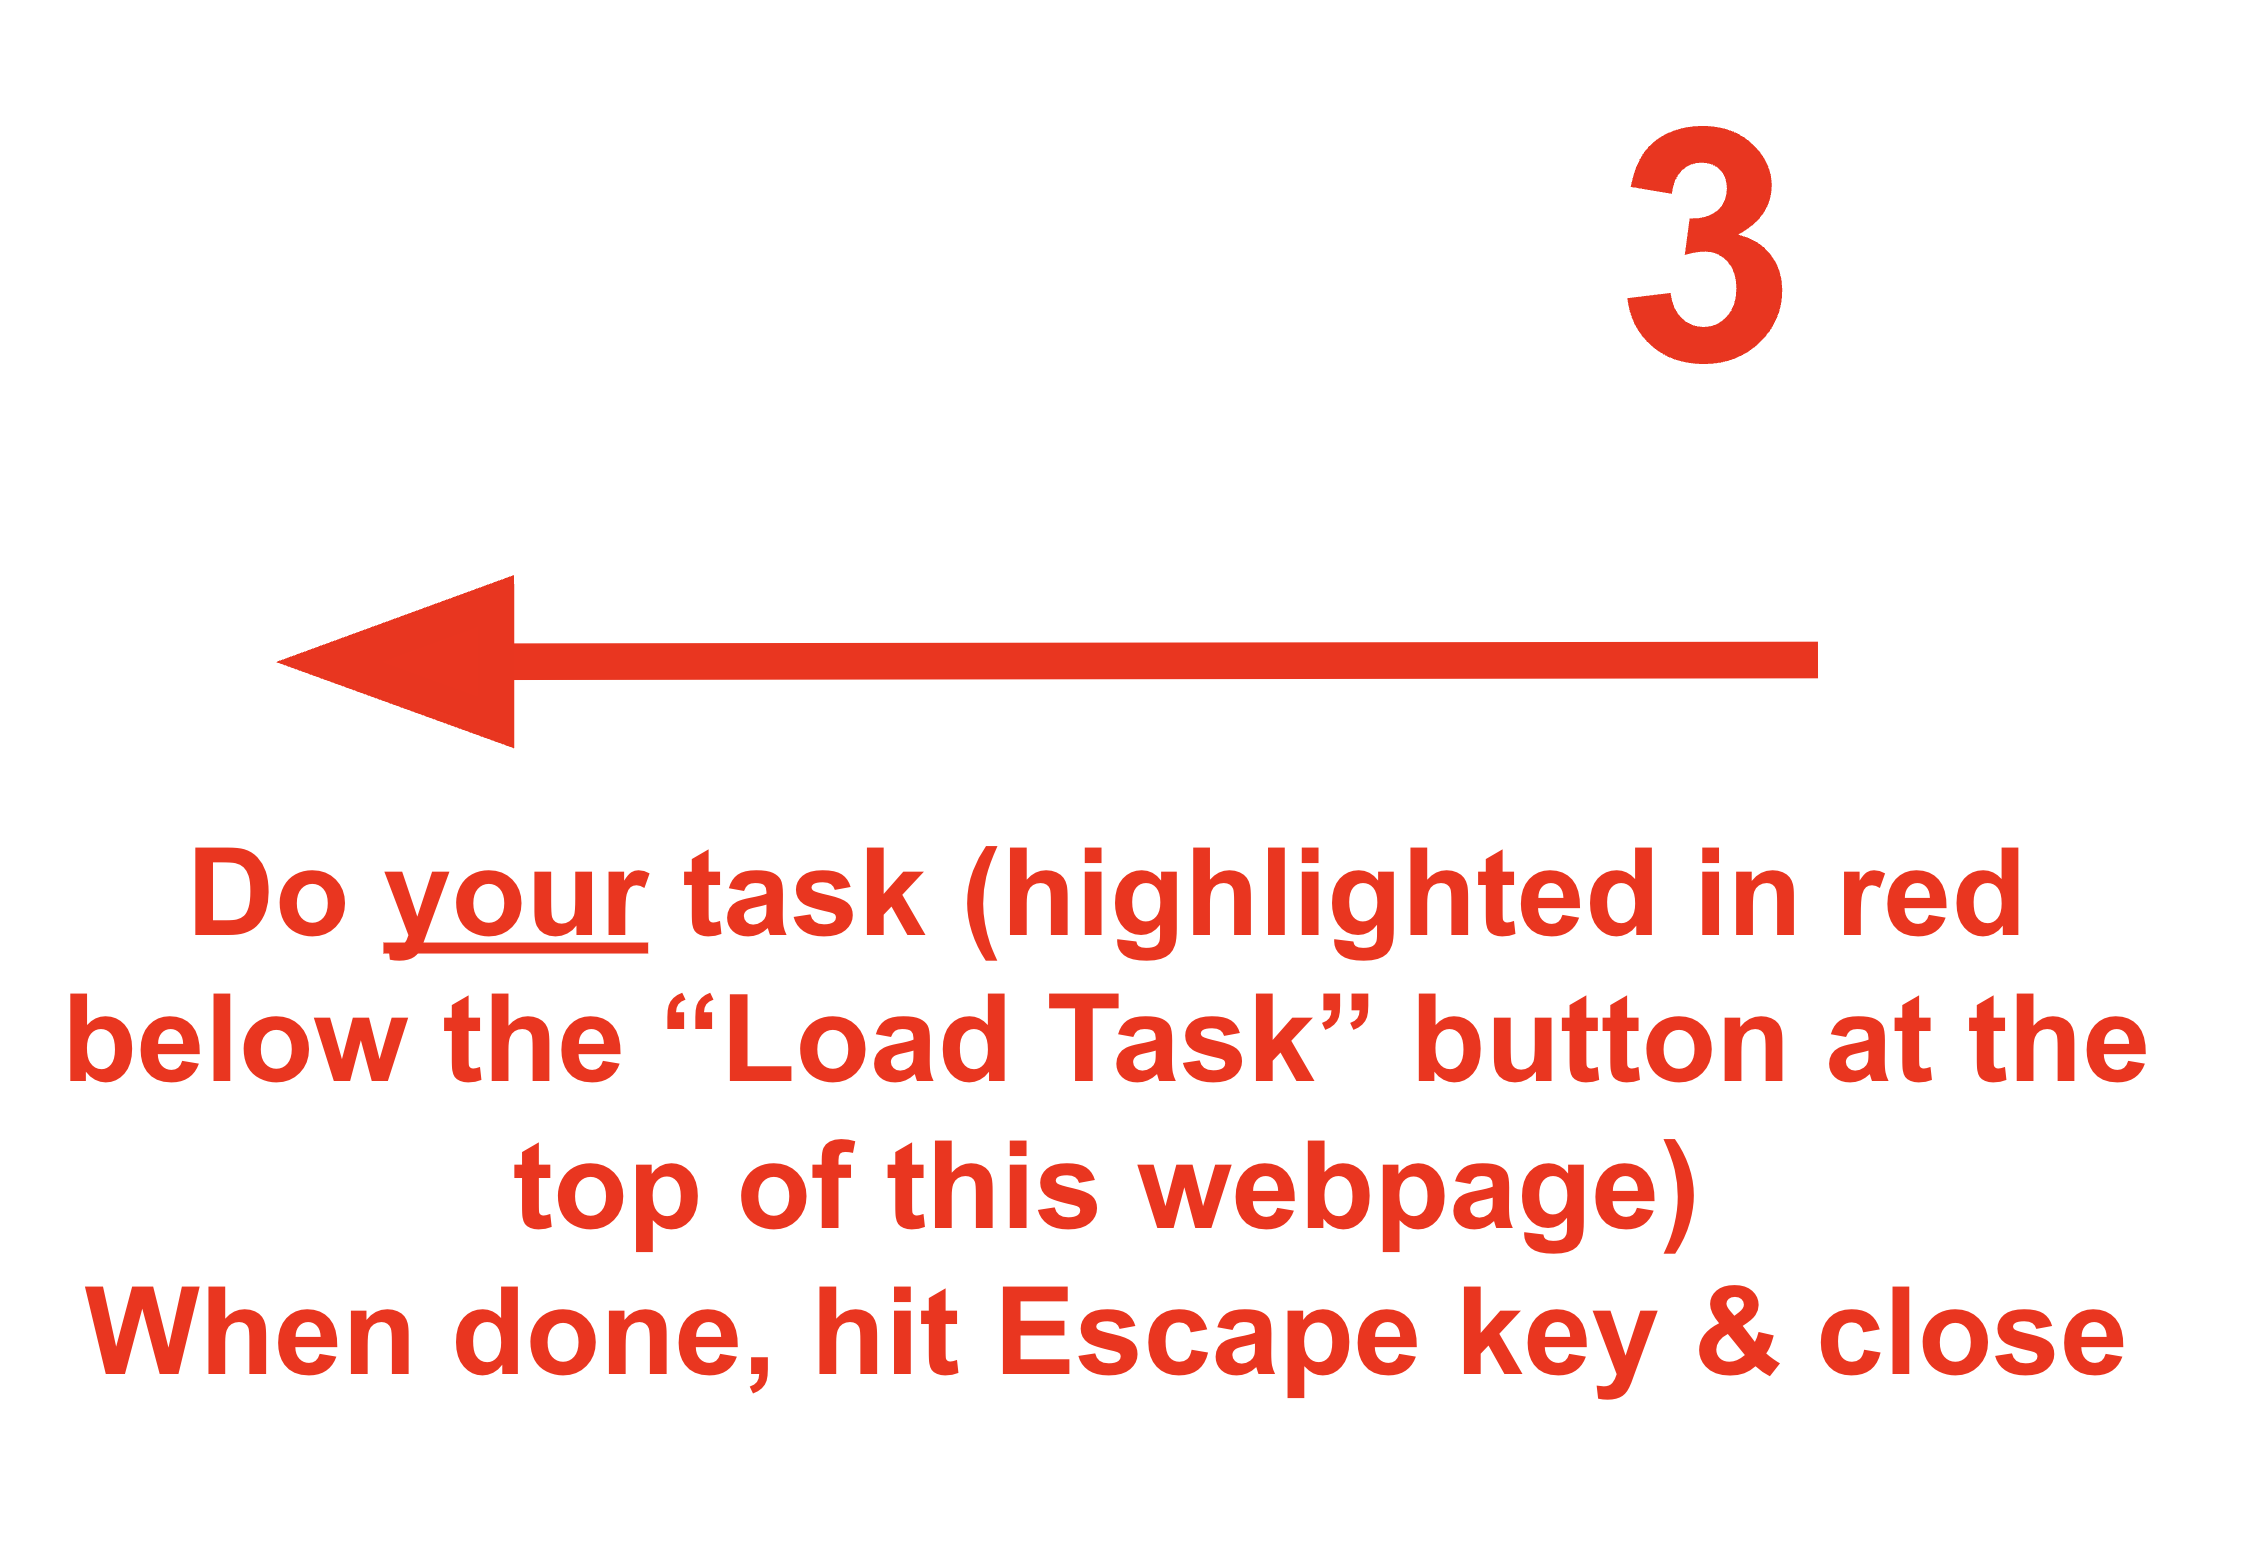 3
Do your task (highlighted in red
below the “Load Task” button at the
top of this webpage)
When done, hit Escape key & close